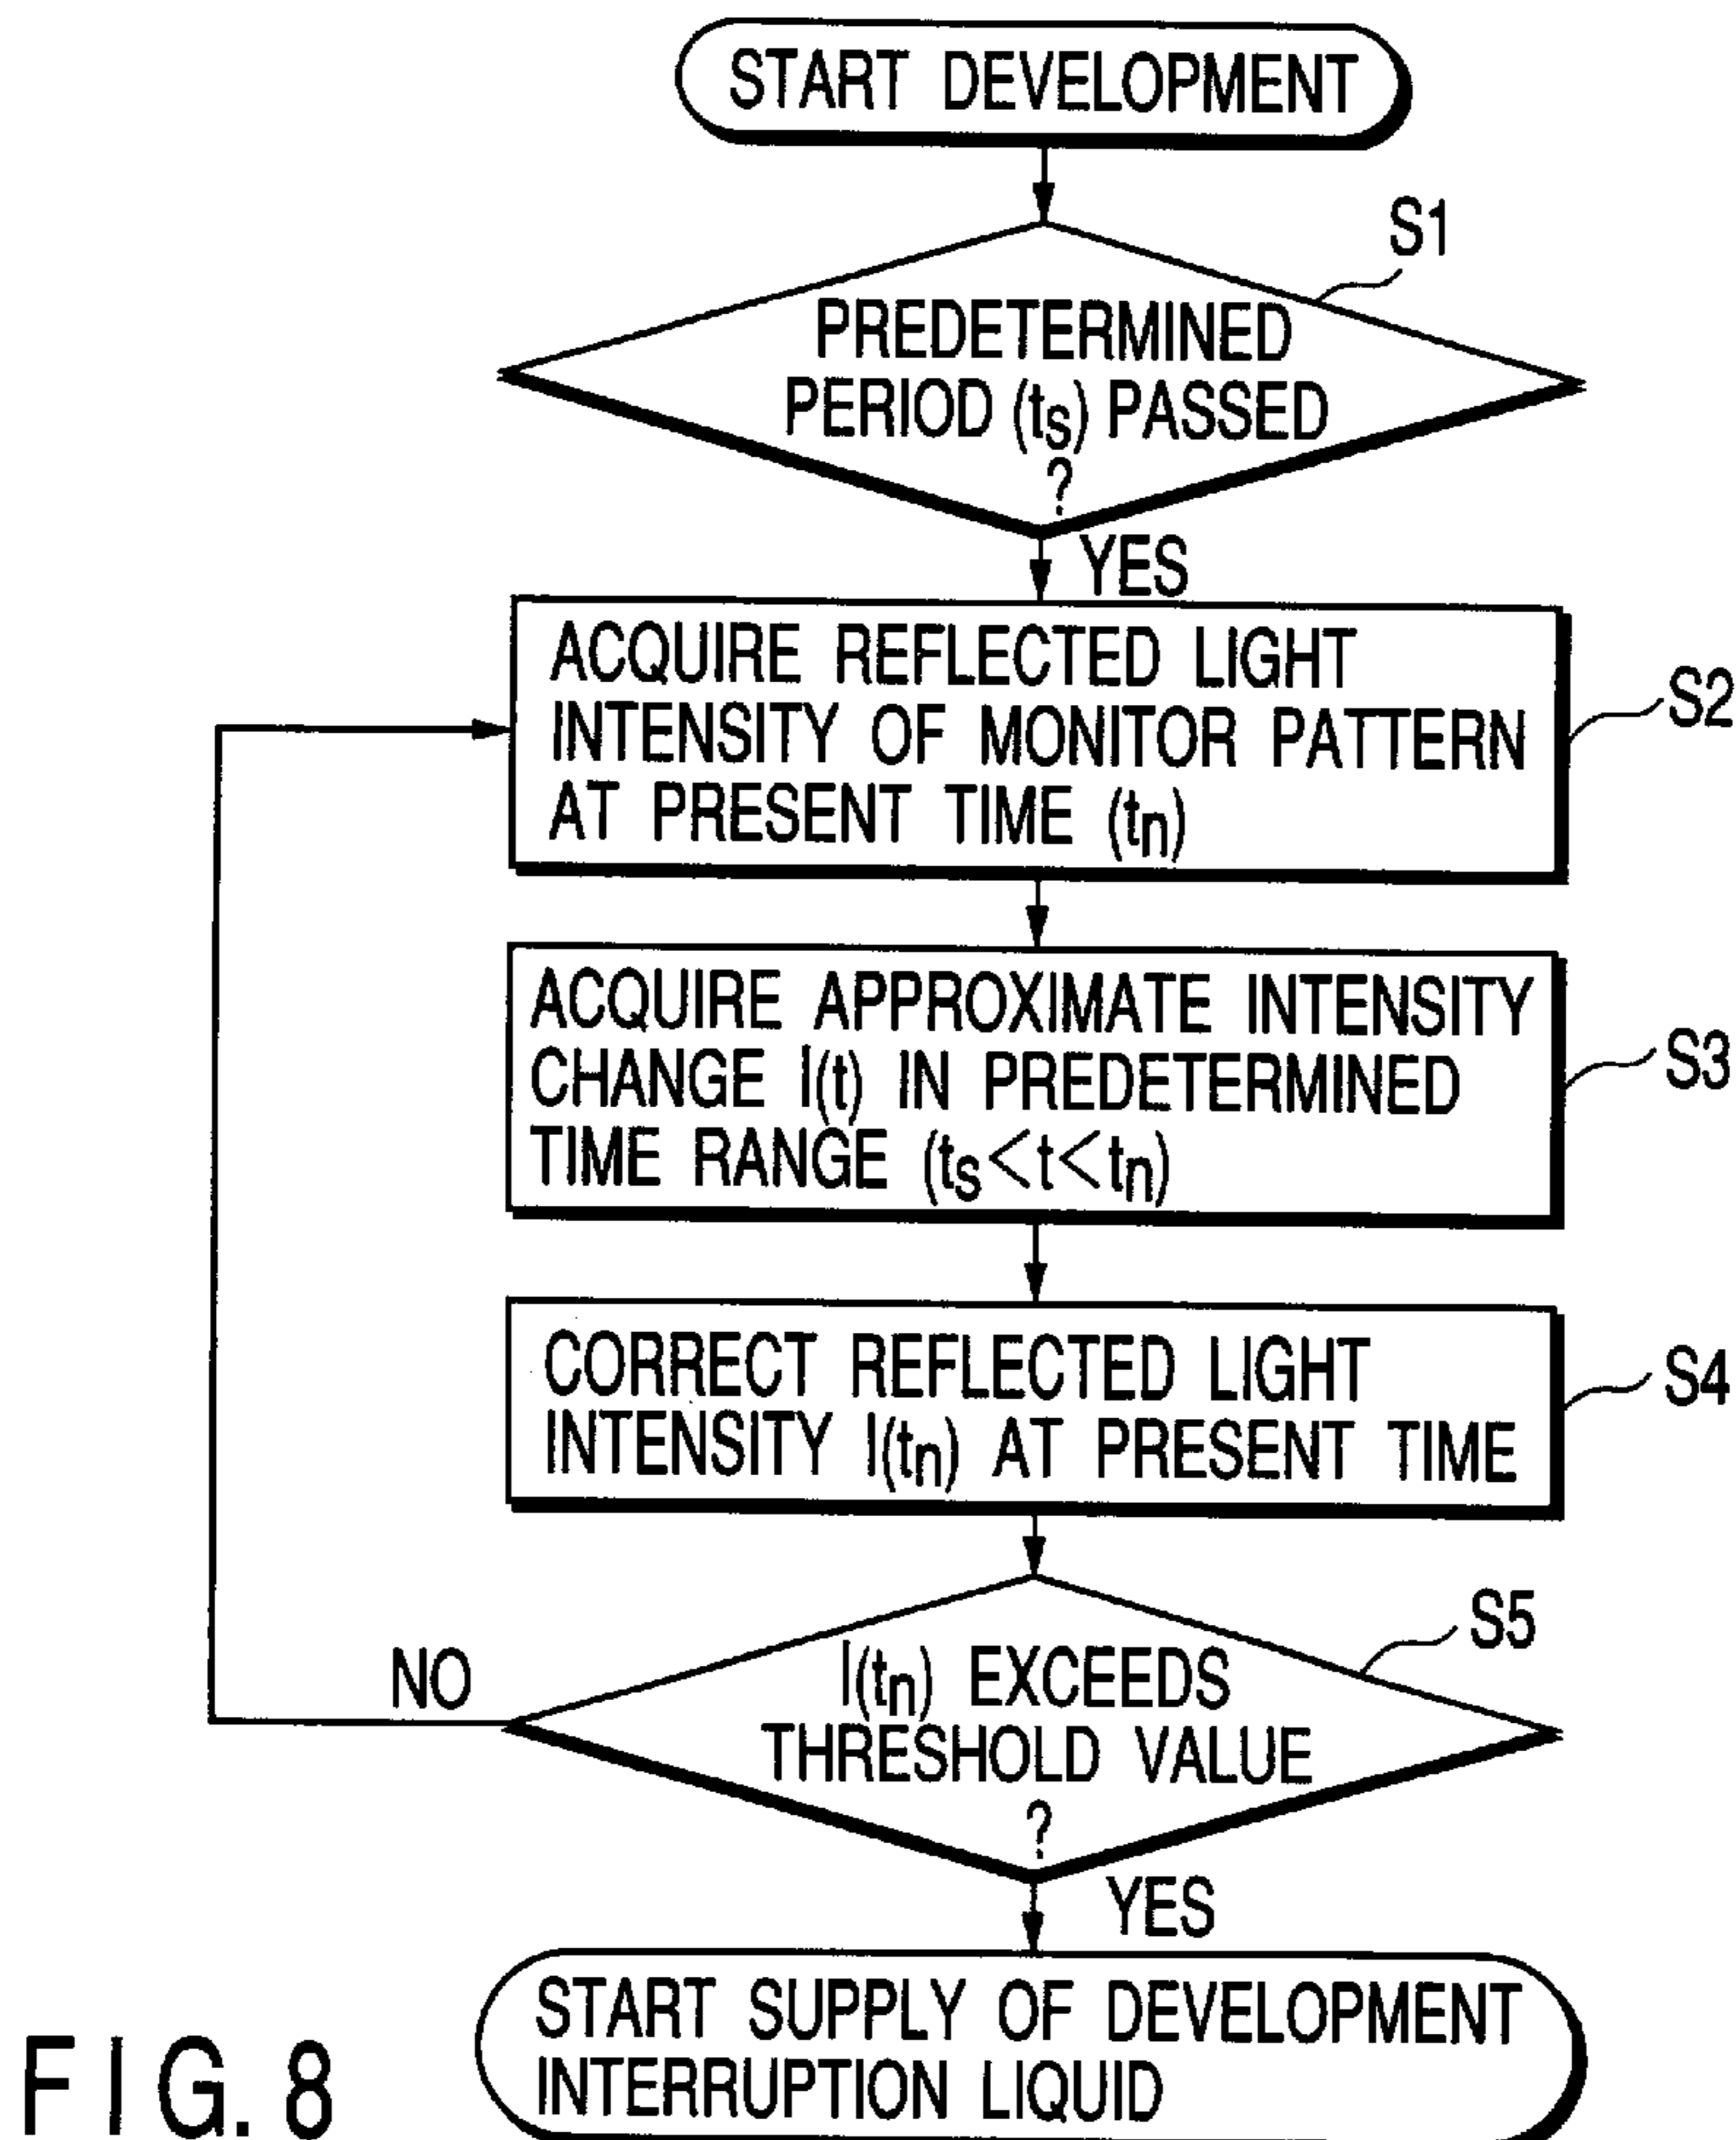 START DEVELOPMENT
S1
PREDETERMINED
PERIOD (ts) PASSED
?
YES
ACQUIRE REFLECTED LIGHT
INTENSITY OF MONITOR PATTERN
AT PRESENT TIME (tn)
S2
ACQUIRE APPROXIMATE INTENSITY
CHANGE I(t) IN PREDETERMINED
TIME RANGE (ts<t<tn)
S3
CORRECT REFLECTED LIGHT
INTENSITY I(tn) AT PRESENT TIME
S4
S5
I(tn) EXCEEDS
THRESHOLD VALUE
?
NO
YES
START SUPPLY OF DEVELOPMENT
INTERRUPTION LIQUID
FIG. 8